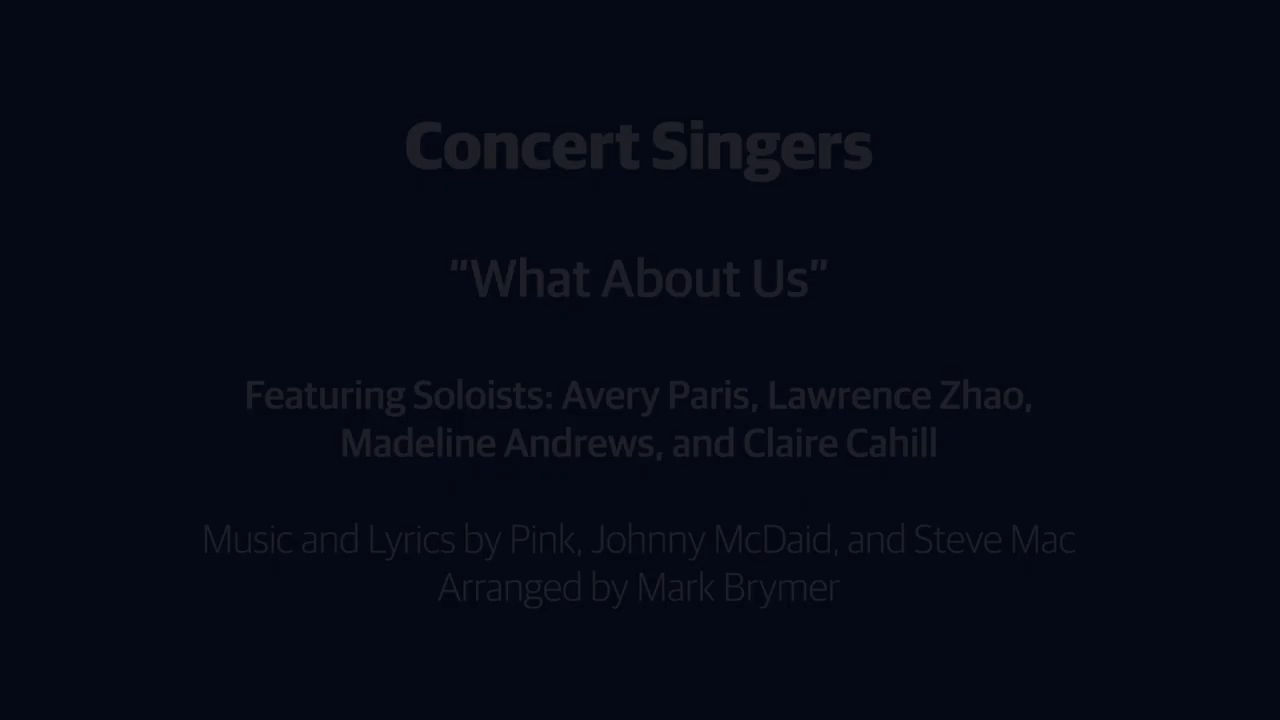 Concert Singers
“What About Us”
Featuring Soloists: Avery Paris, Lawrence Zhao,
Madeline Andrews, and Claire Cahill
Music and Lyrics by Pink, Johnny McDaid, and Steve Mac
Arranged by Mark Brymer